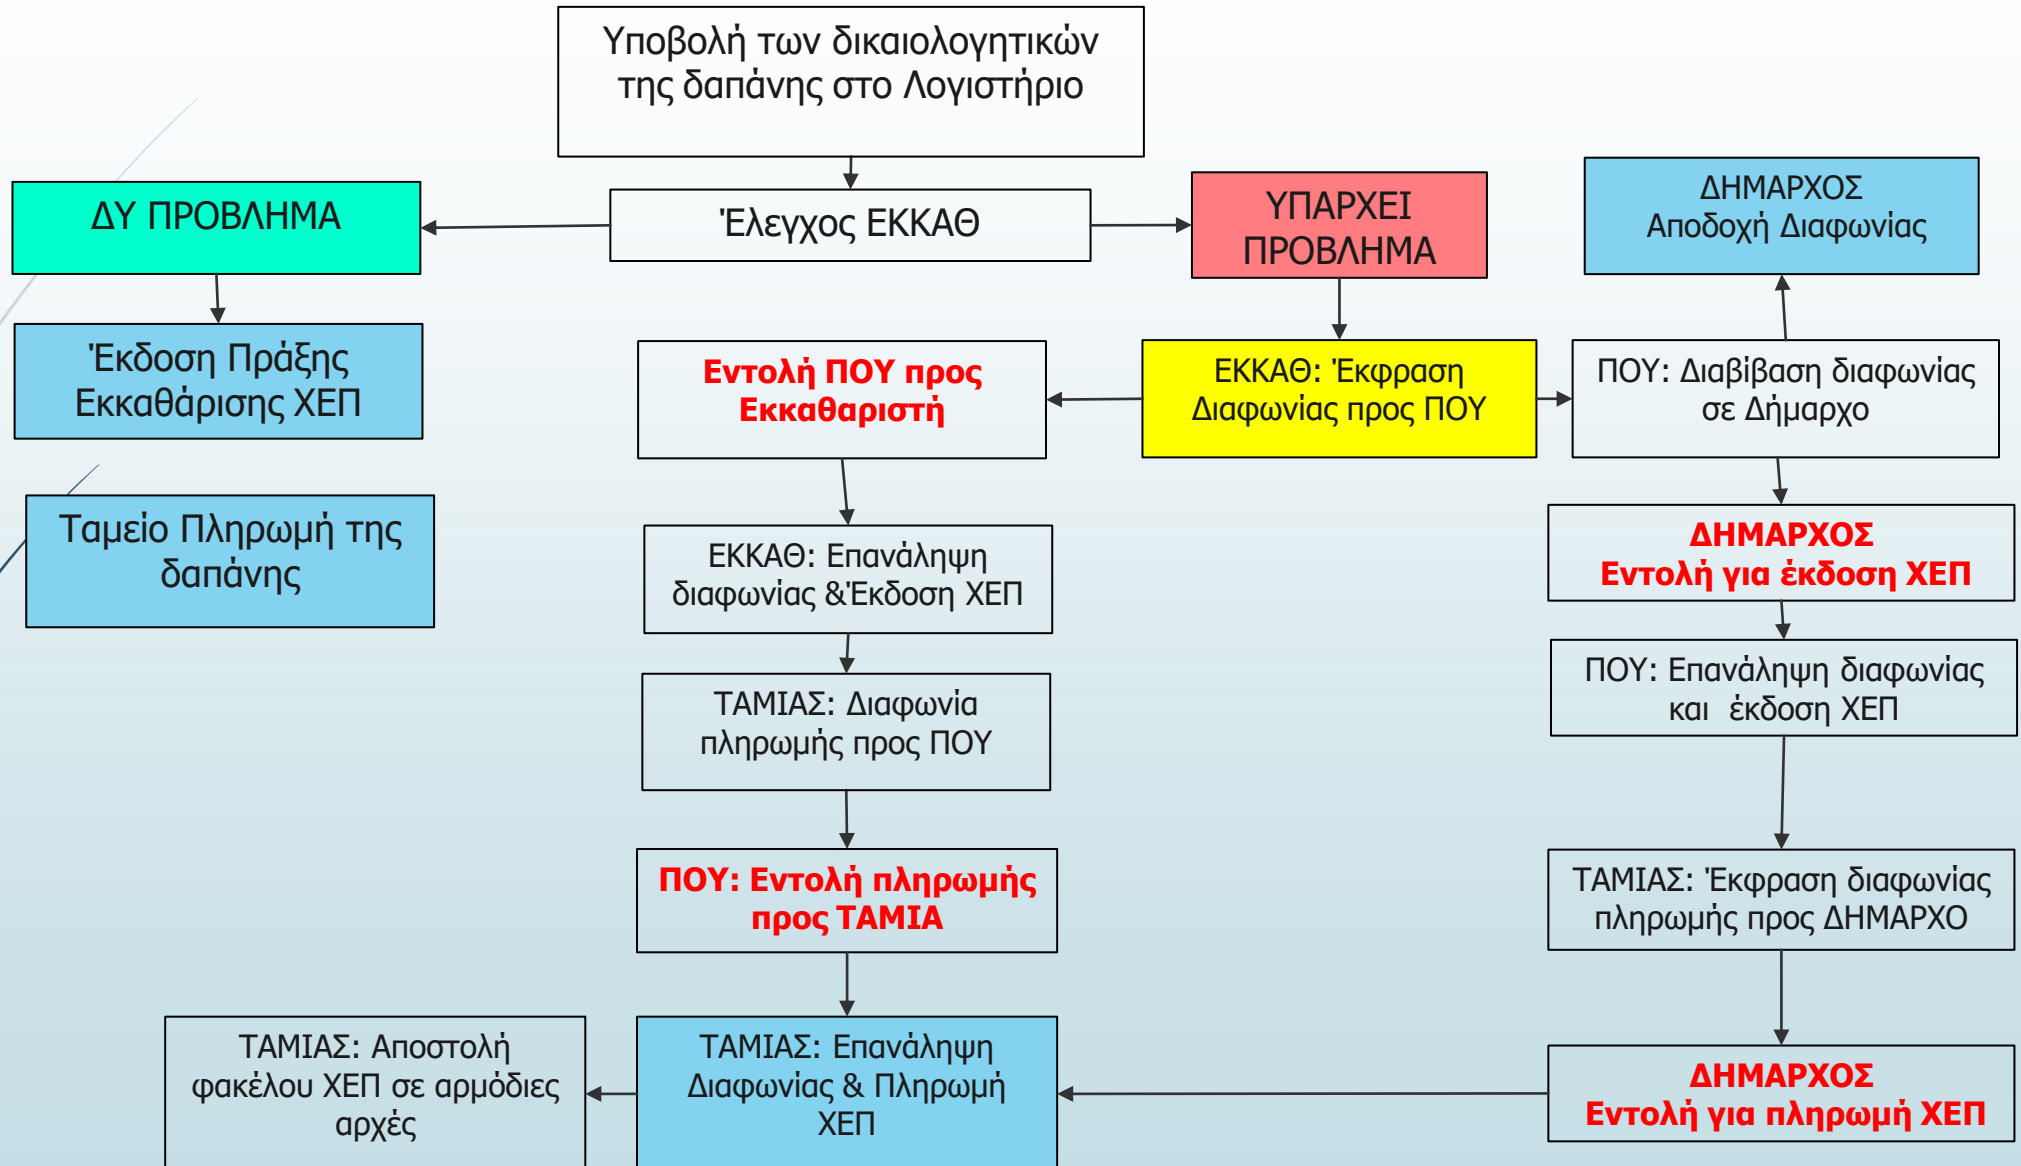 Υποβολή των δικαιολογητικών
της δαπάνης στο Λογιστήριο
ΔΥ ΠΡΟΒΛΗΜΑ
Έλεγχος ΕΚΚΑΘ
ΥΠΑΡΧΕΙ
ΠΡΟΒΛΗΜΑ
ΔΗΜΑΡΧΟΣ
Αποδοχή Διαφωνίας
Έκδοση Πράξης
Εκκαθάρισης ΧΕΠ
Εντολή ΠΟΥ προς
Εκκαθαριστή
ΕΚΚΑΘ: Έκφραση
Διαφωνίας προς ΠΟΥ
ΠΟΥ: Διαβίβαση διαφωνίας
σε Δήμαρχο
Ταμείο Πληρωμή της
δαπάνης
ΕΚΚΑΘ: Επανάληψη
διαφωνίας &Έκδοση ΧΕΠ
ΔΗΜΑΡΧΟΣ
Εντολή για έκδοση ΧΕΠ
ΤΑΜΙΑΣ: Διαφωνία
πληρωμής προς ΠΟΥ
ΠΟΥ: Επανάληψη διαφωνίας
και έκδοση ΧΕΠ
ΠΟΥ: Εντολή πληρωμής
προς ΤΑΜΙΑ
ΤΑΜΙΑΣ: Έκφραση διαφωνίας
πληρωμής προς ΔΗΜΑΡΧΟ
ΤΑΜΙΑΣ: Αποστολή
φακέλου ΧΕΠ σε αρμόδιες
αρχές
ΤΑΜΙΑΣ: Επανάληψη
Διαφωνίας & Πληρωμή
ΧΕΠ
ΔΗΜΑΡΧΟΣ
Εντολή για πληρωμή ΧΕΠ